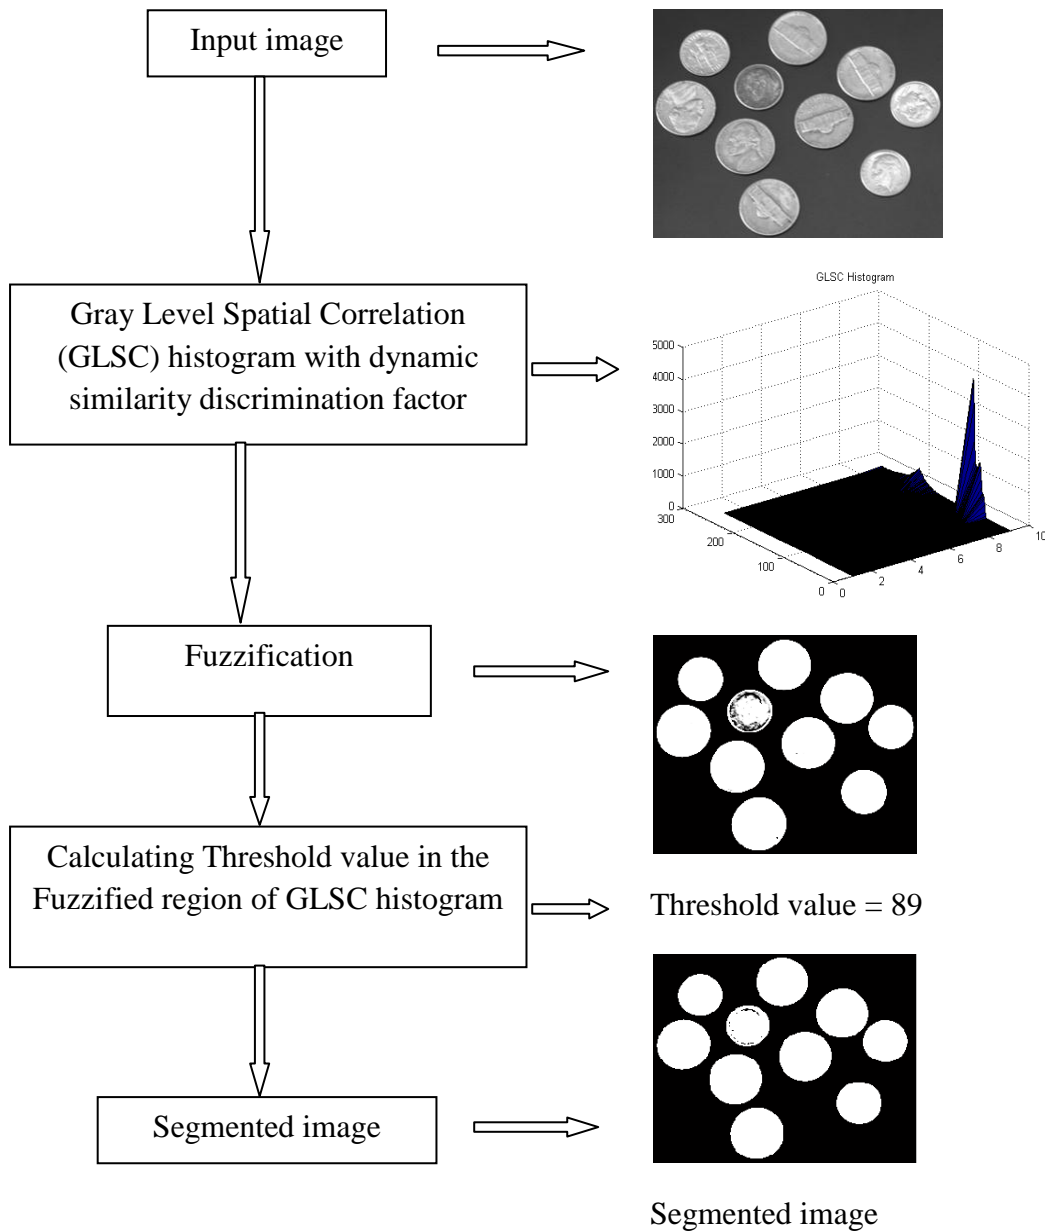 Input image
Gray Level Spatial Correlation
(GLSC) histogram with dynamic
similarity discrimination factor
GLSC Histogram
5000
4000
3000
2000
1000
0
300
200
100
0
0
2
4
6
8
10
Fuzzification
Calculating Threshold value in the
Fuzzified region of GLSC histogram
Threshold value = 89
Segmented image
Segmented image